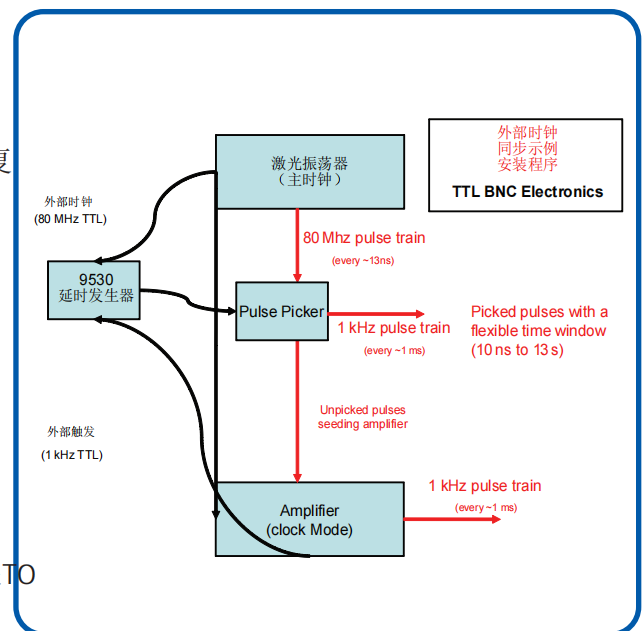 外部时钟
同步示例
安装程序
TTL BNC Electronics
激光振荡器
（主时钟）
外部时钟
(80 MHz TTL)
80 Mhz pulse train
(every ~13ns)
9530
延时发生器
Pulse Picker
1 kHz pulse train
(every ~1 ms)
Picked pulses with a
flexible time window
(10 ns to 13 s)
Unpicked pulses
seeding amplifier
外部触发
(1 kHz TTL)
Amplifier
(clock Mode)
1 kHz pulse train
(every ~1 ms)
TO